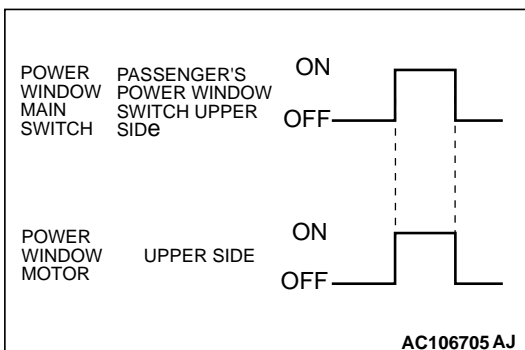 POWER WINDOW MAIN SWITCH
PASSENGER'S POWER WINDOW SWITCH UPPER SIDe
ON
OFF
POWER WINDOW MOTOR
UPPER SIDE
ON
OFF
AC106705 AJ